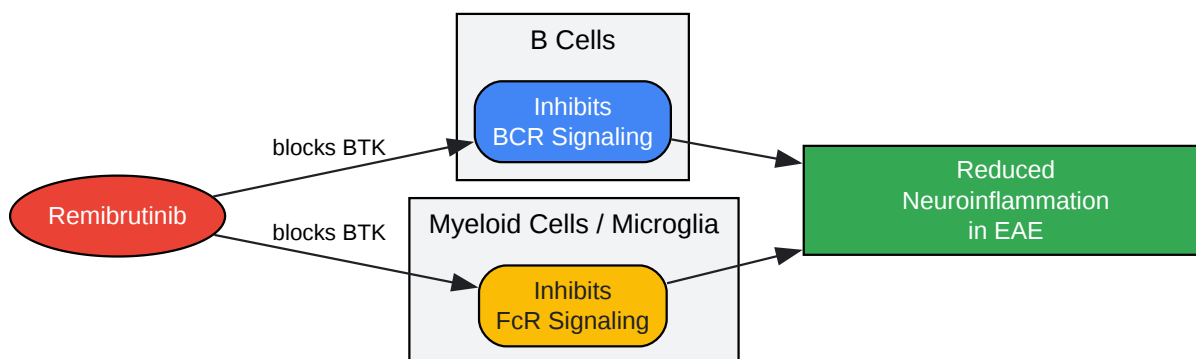 Remibrutinib
blocks BTK
blocks BTK
B Cells
Inhibits
BCR Signaling
Myeloid Cells / Microglia
Inhibits
FcR Signaling
Reduced
Neuroinflammation
in EAE